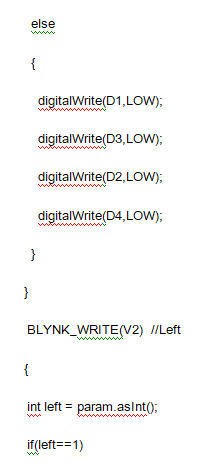 else
{
digitalWrite(D1,LOW);
digitalWrite(D3,LOW);
digitalWrite(D2,LOW);
digitalWrite(D4,LOW);
}
}
BLYNK_WRITE(V2)  //Left
{
int left = param.asInt();
if(left==1)